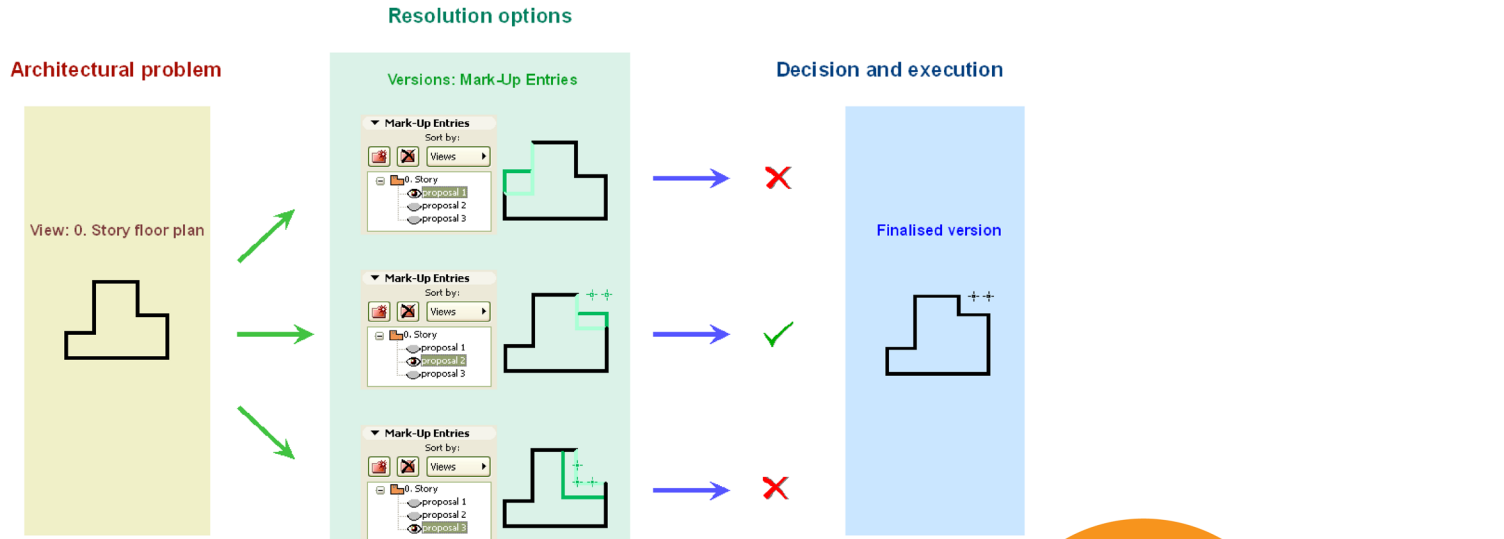 Resolution options
Architectural problem
Versions: Mark-Up Entries
Decision and execution
View: 0. Story floor plan
Mark-Up Entries
Sort by:
Views
0. Story
proposal 1
proposal 2
proposal 3
Mark-Up Entries
Sort by:
Views
0. Story
proposal 1
proposal 2
proposal 3
Mark-Up Entries
Sort by:
Views
0. Story
proposal 1
proposal 2
proposal 3
Finalised version